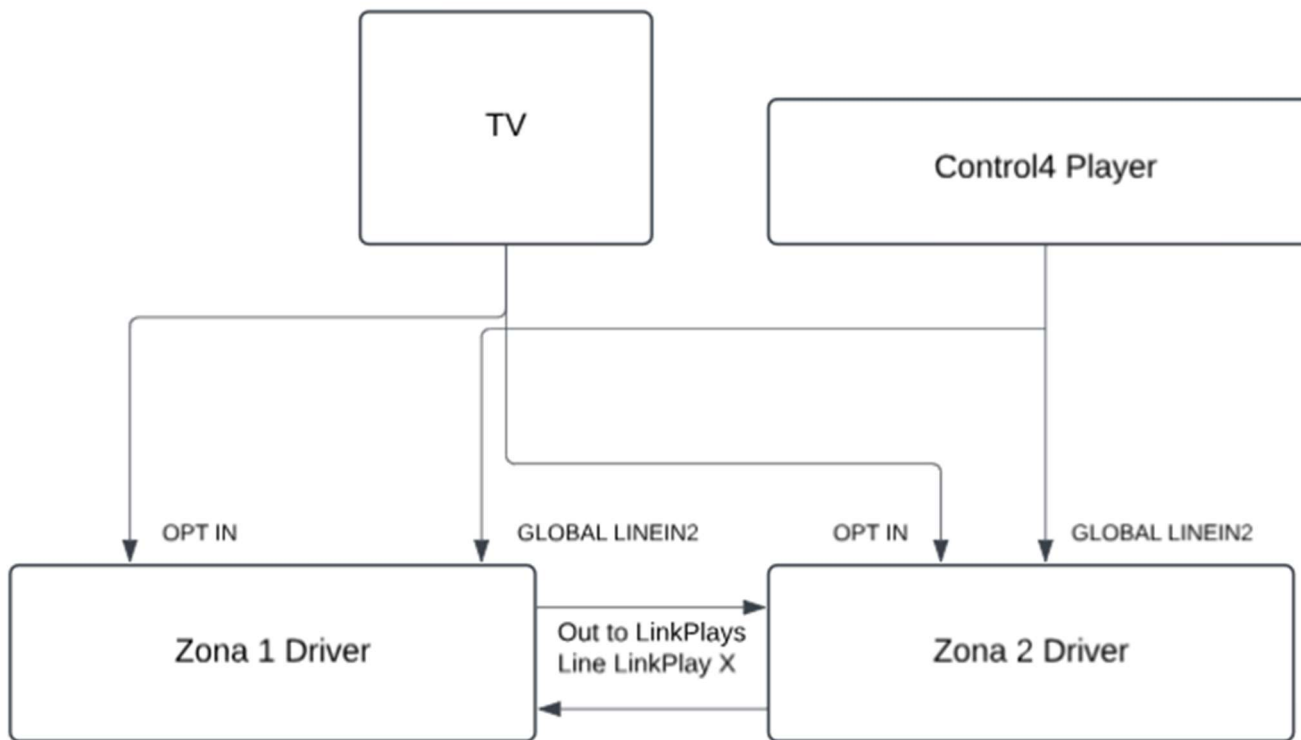 TV
Control4 Player
OPT IN
GLOBAL LINEIN2
OPT IN
GLOBAL LINEIN2
Zona 1 Driver
Out to LinkPlays
Line LinkPlay X
Zona 2 Driver